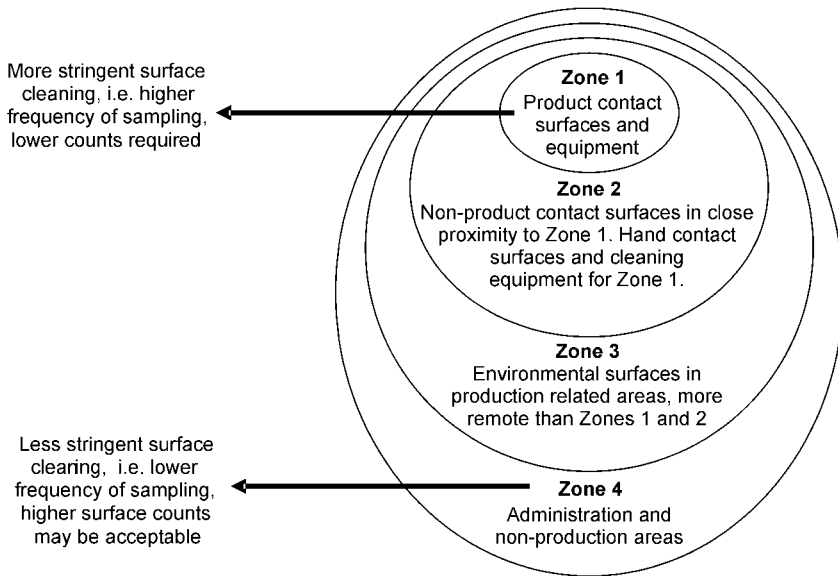 More stringent surface
cleaning, i.e. higher
frequency of sampling,
lower counts required
Zone 1
Product contact
surfaces and
equipment
Zone 2
Non-product contact surfaces in close
proximity to Zone 1. Hand contact
surfaces and cleaning
equipment for Zone 1.
Zone 3
Environmental surfaces in
production related areas, more
remote than Zones 1 and 2
Less stringent surface
clearing, i.e. lower
frequency of sampling,
higher surface counts
may be acceptable
Zone 4
Administration and
non-production areas